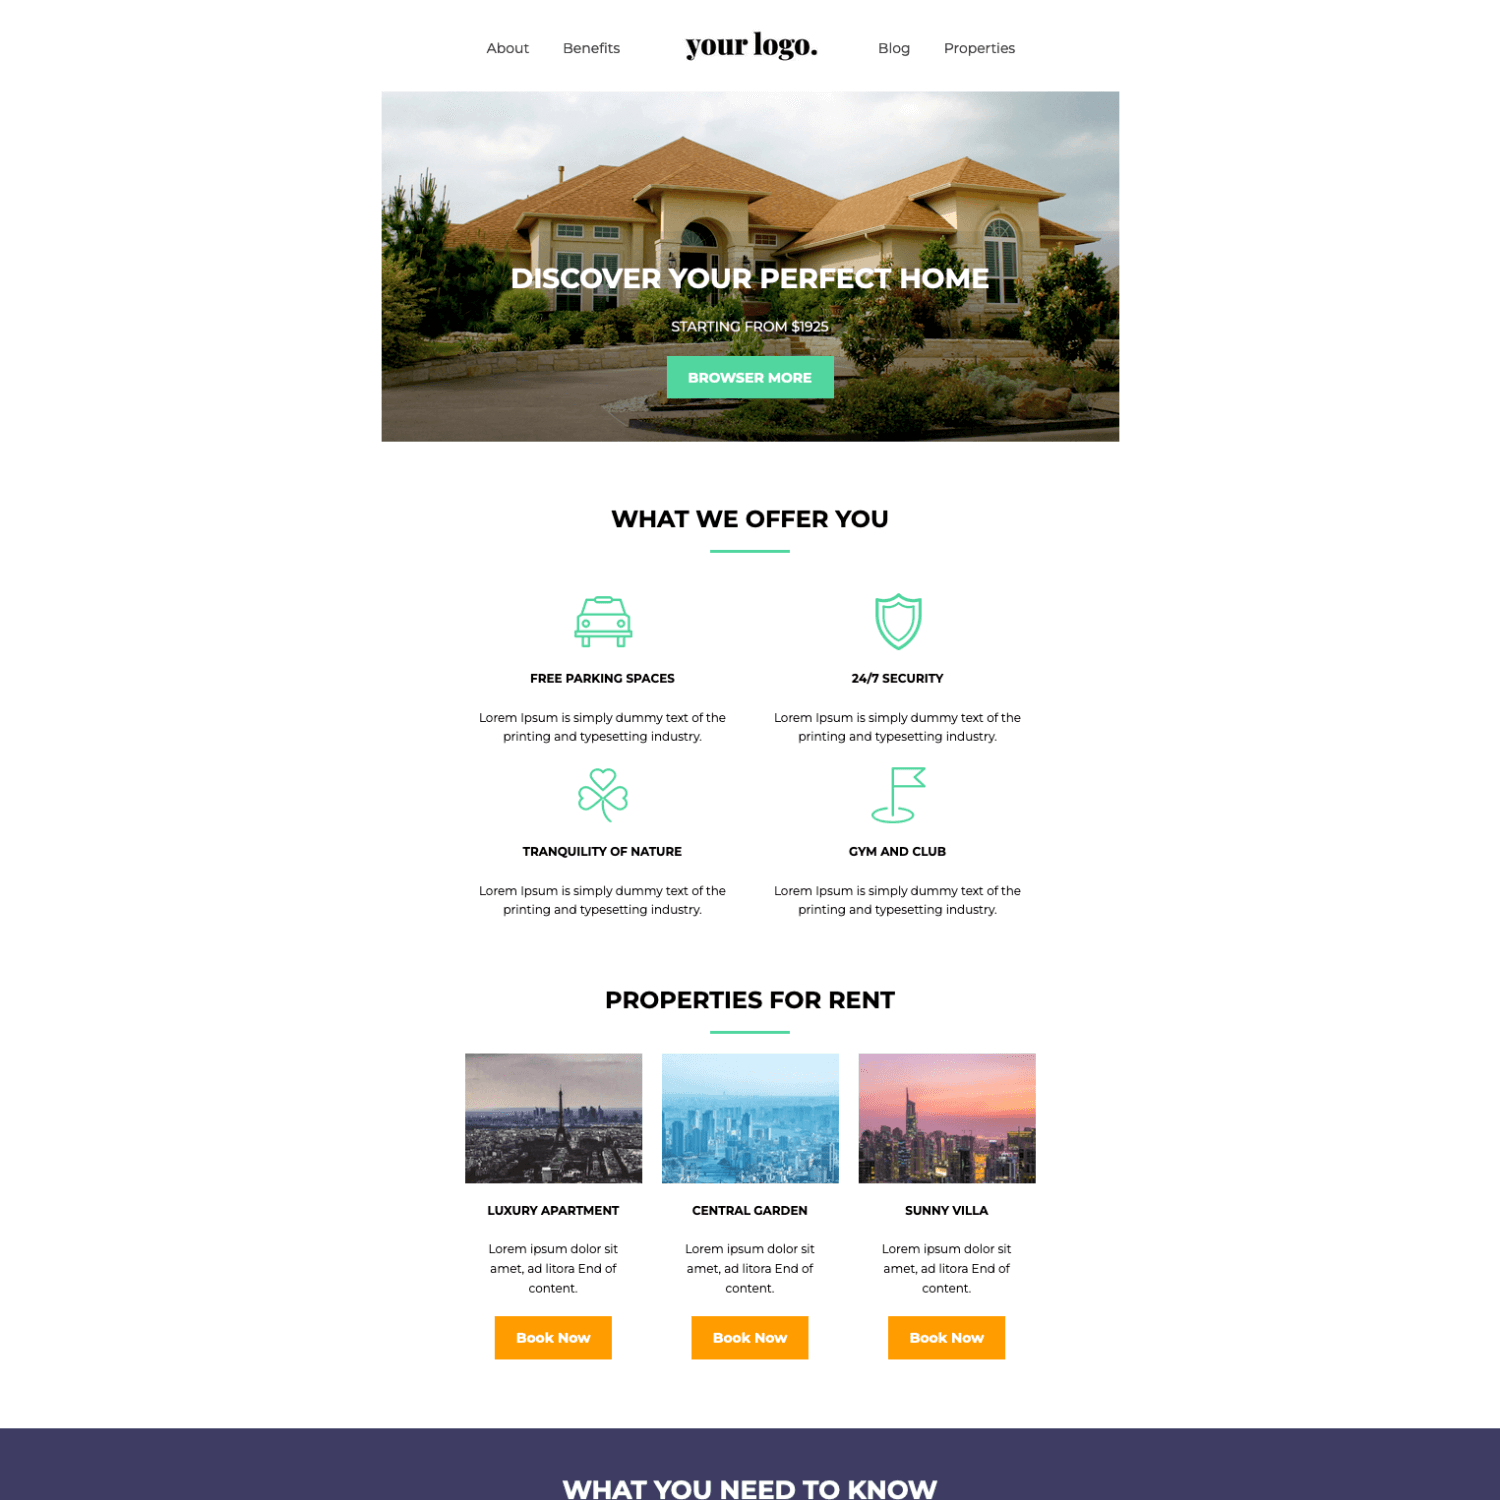 About Benefits your logo. Blog Properties
DISCOVER YOUR PERFECT HOME
STARTING FROM $1925
BROWSER MORE
WHAT WE OFFER YOU
FREE PARKING SPACES
Lorem Ipsum is simply dummy text of the
printing and typesetting industry.
24/7 SECURITY
Lorem Ipsum is simply dummy text of the
printing and typesetting industry.
TRANQUILITY OF NATURE
Lorem Ipsum is simply dummy text of the
printing and typesetting industry.
GYM AND CLUB
Lorem Ipsum is simply dummy text of the
printing and typesetting industry.
PROPERTIES FOR RENT
LUXURY APARTMENT
Lorem ipsum dolor sit
amet, ad litora End of
content.
Book Now
CENTRAL GARDEN
Lorem ipsum dolor sit
amet, ad litora End of
content.
Book Now
SUNNY VILLA
Lorem ipsum dolor sit
amet, ad litora End of
content.
Book Now
WHAT YOU NEED TO KNOW